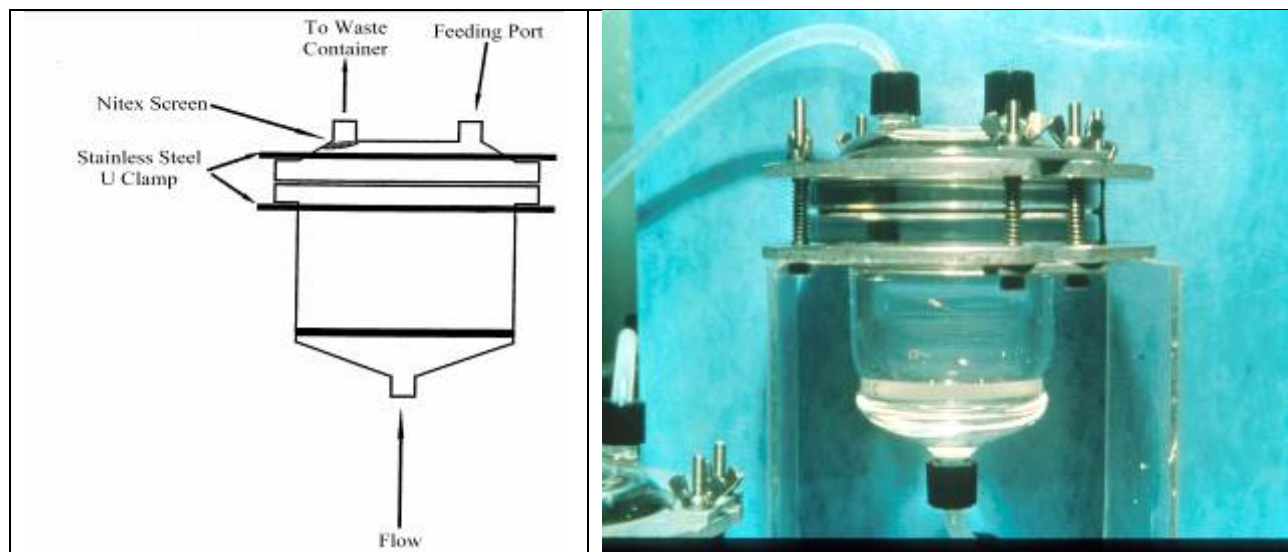 To Waste
Container
Feeding Port
Nitex Screen
Stainless Steel
U Clamp
Flow